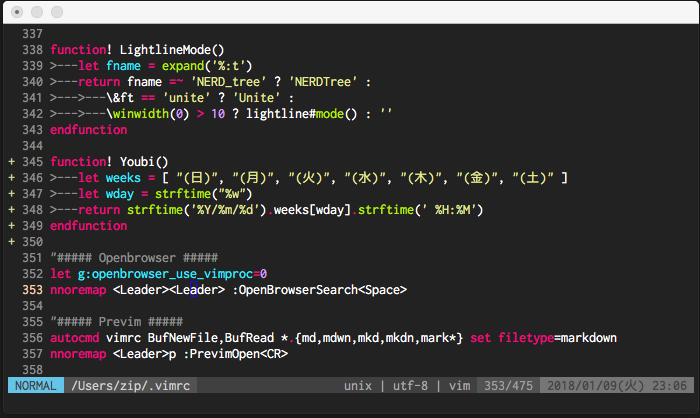 337
338 function! LightlineMode()
339 >---let fname = expand('%:t')
340 >---return fname =~ 'NERD_tree' ? 'NERDTree' :
341 >--->---\&ft == 'unite' ? 'Unite' :
342 >--->---\winwidth(0) > 10 ? lightline#mode() : ''
343 endfunction
344
+ 345 function! Youbi()
+ 346 >---let weeks = [ "(日)", "(月)", "(火)", "(水)", "(木)", "(金)", "(土)" ]
+ 347 >---let wday = strftime("%w")
+ 348 >---return strftime('%Y/%m/%d').weeks[wday].strftime(' %H:%M')
+ 349 endfunction
+ 350
351 "##### Openbrowser #####
352 let g:openbrowser_use_vimproc=0
353 nnoremap <Leader><Leader> :OpenBrowserSearch<Space>
354
355 "##### Previm #####
356 autocmd vimrc BufNewFile,BufRead *.{md,mdwn,mkd,mkdn,mark*} set filetype=markdown
357 nnoremap <Leader>p :PrevimOpen<CR>
358
NORMAL /Users/zip/.vimrc unix | utf-8 | vim 353/475 2018/01/09(火) 23:06